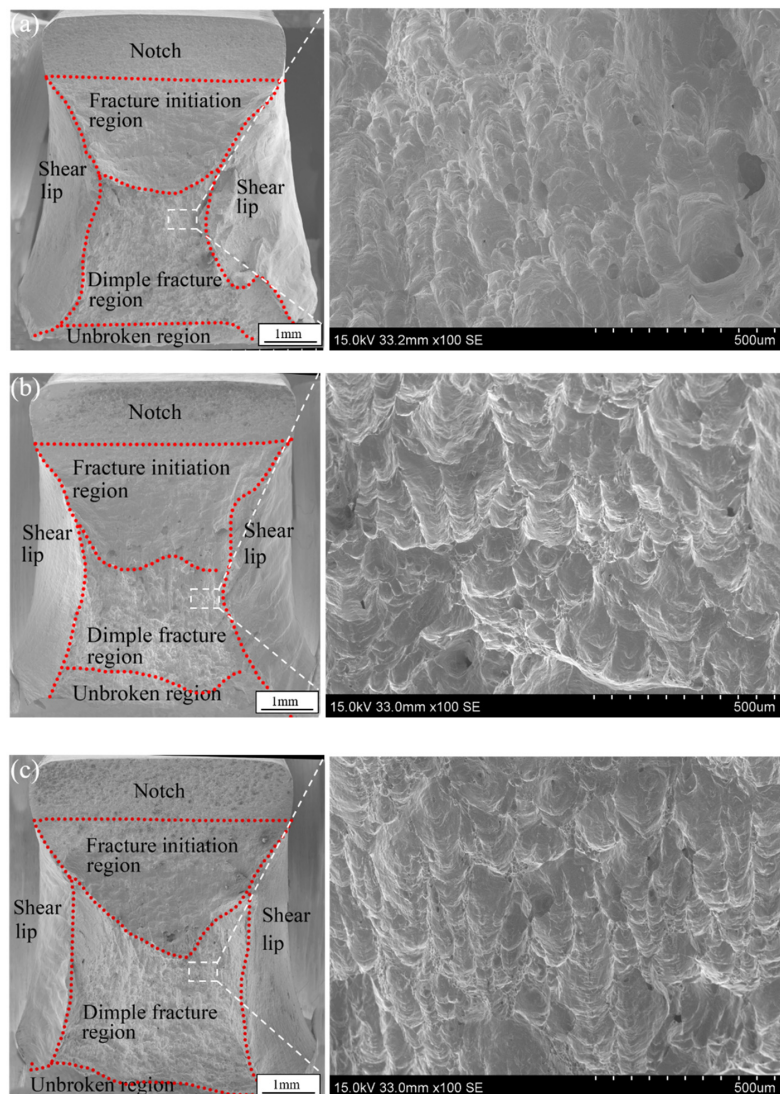 (a)
Notch
Fracture initiation
region
Shear
lip
Shear
lip
Dimple fracture
region
Unbroken region
1mm
15.0kV 33.2mm x100 SE
500um
(b)
Notch
Fracture initiation
region
Shear
lip
Shear
lip
Dimple fracture
region
Unbroken region
1mm
15.0kV 33.0mm x100 SE
500um
(c)
Notch
Fracture initiation
region
Shear
lip
Shear
lip
Dimple fracture
region
Unbroken region
1mm
15.0kV 33.0mm x100 SE
500um